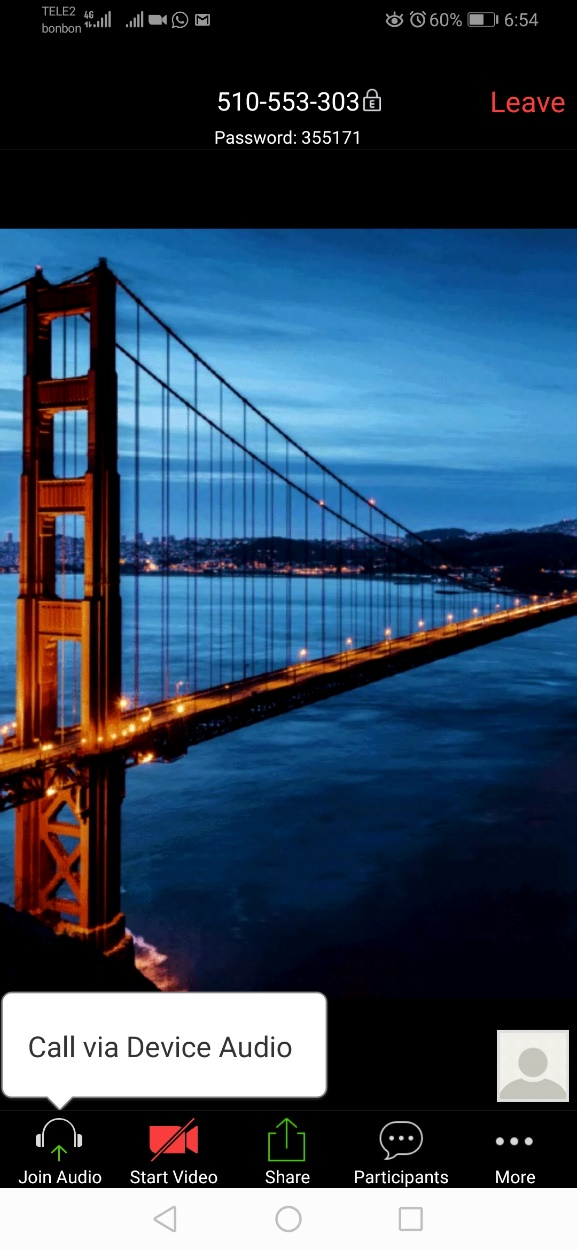 TELE2
bonbon
4G
60%
6:54
510-553-303
E
Leave
Password: 355171
Call via Device Audio
Join Audio
Start Video
Share
Participants
More